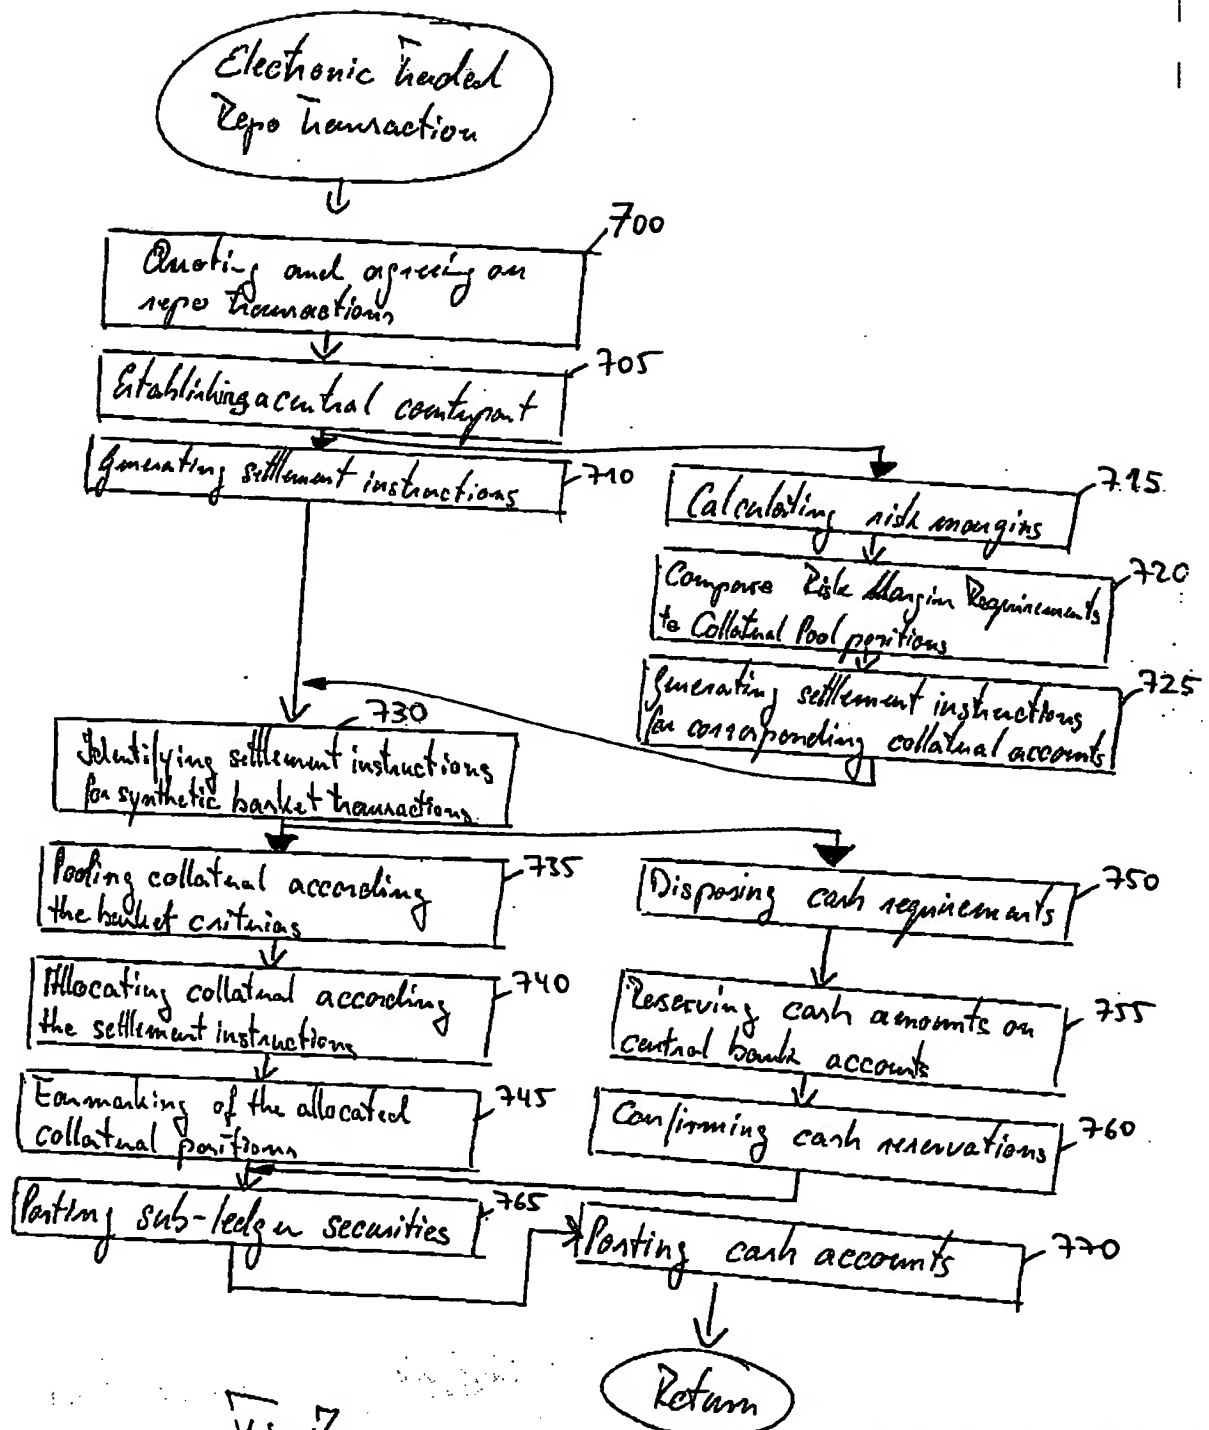 Electronic Traded
Repo Transaction
700
Quoting and agreeing on
repo transactions
705
Establishing a central counterpart
Generating settlement instructions
710
715
Calculating risk margins
720
Compare Risk Margin Requirements
to Collateral Pool positions
725
Generating settlement instructions
for corresponding collateral accounts
730
Identifying settlement instructions
for synthetic basket transactions
735
Pooling collateral according
the basket criterias
740
Allocating collateral according
the settlement instructions
745
Earmarking of the allocated
collateral positions
750
Disposing cash requirements
755
Reserving cash amounts on
central bank accounts
760
Confirming cash reservations
765
Posting sub-ledger securities
770
Posting cash accounts
Return